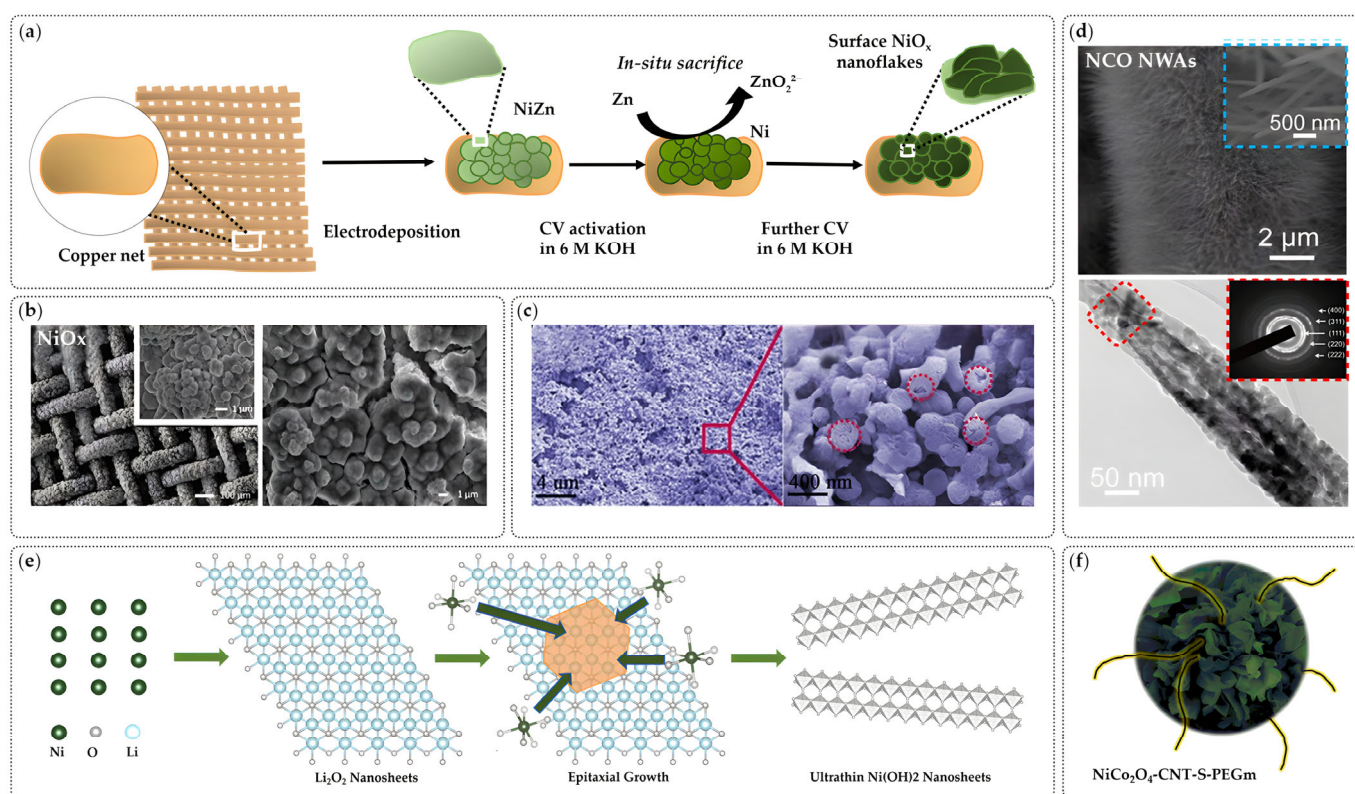 (a)
Copper net
Electrodeposition
NiZn
CV activation
in 6 M KOH
In-situ sacrifice
Zn
ZnO₂²⁻
Ni
Further CV
in 6 M KOH
Surface NiOₓ
nanoflakes
(b)
NiOx
1 µm
100 µm
1 µm
(c)
4 µm
400 nm
(d)
NCO NWAs
500 nm
2 µm
(400)
(311)
(111)
(220)
(222)
50 nm
(e)
Ni O Li
Li₂O₂ Nanosheets
Epitaxial Growth
Ultrathin Ni(OH)2 Nanosheets
(f)
NiCo₂O₄-CNT-S-PEGm